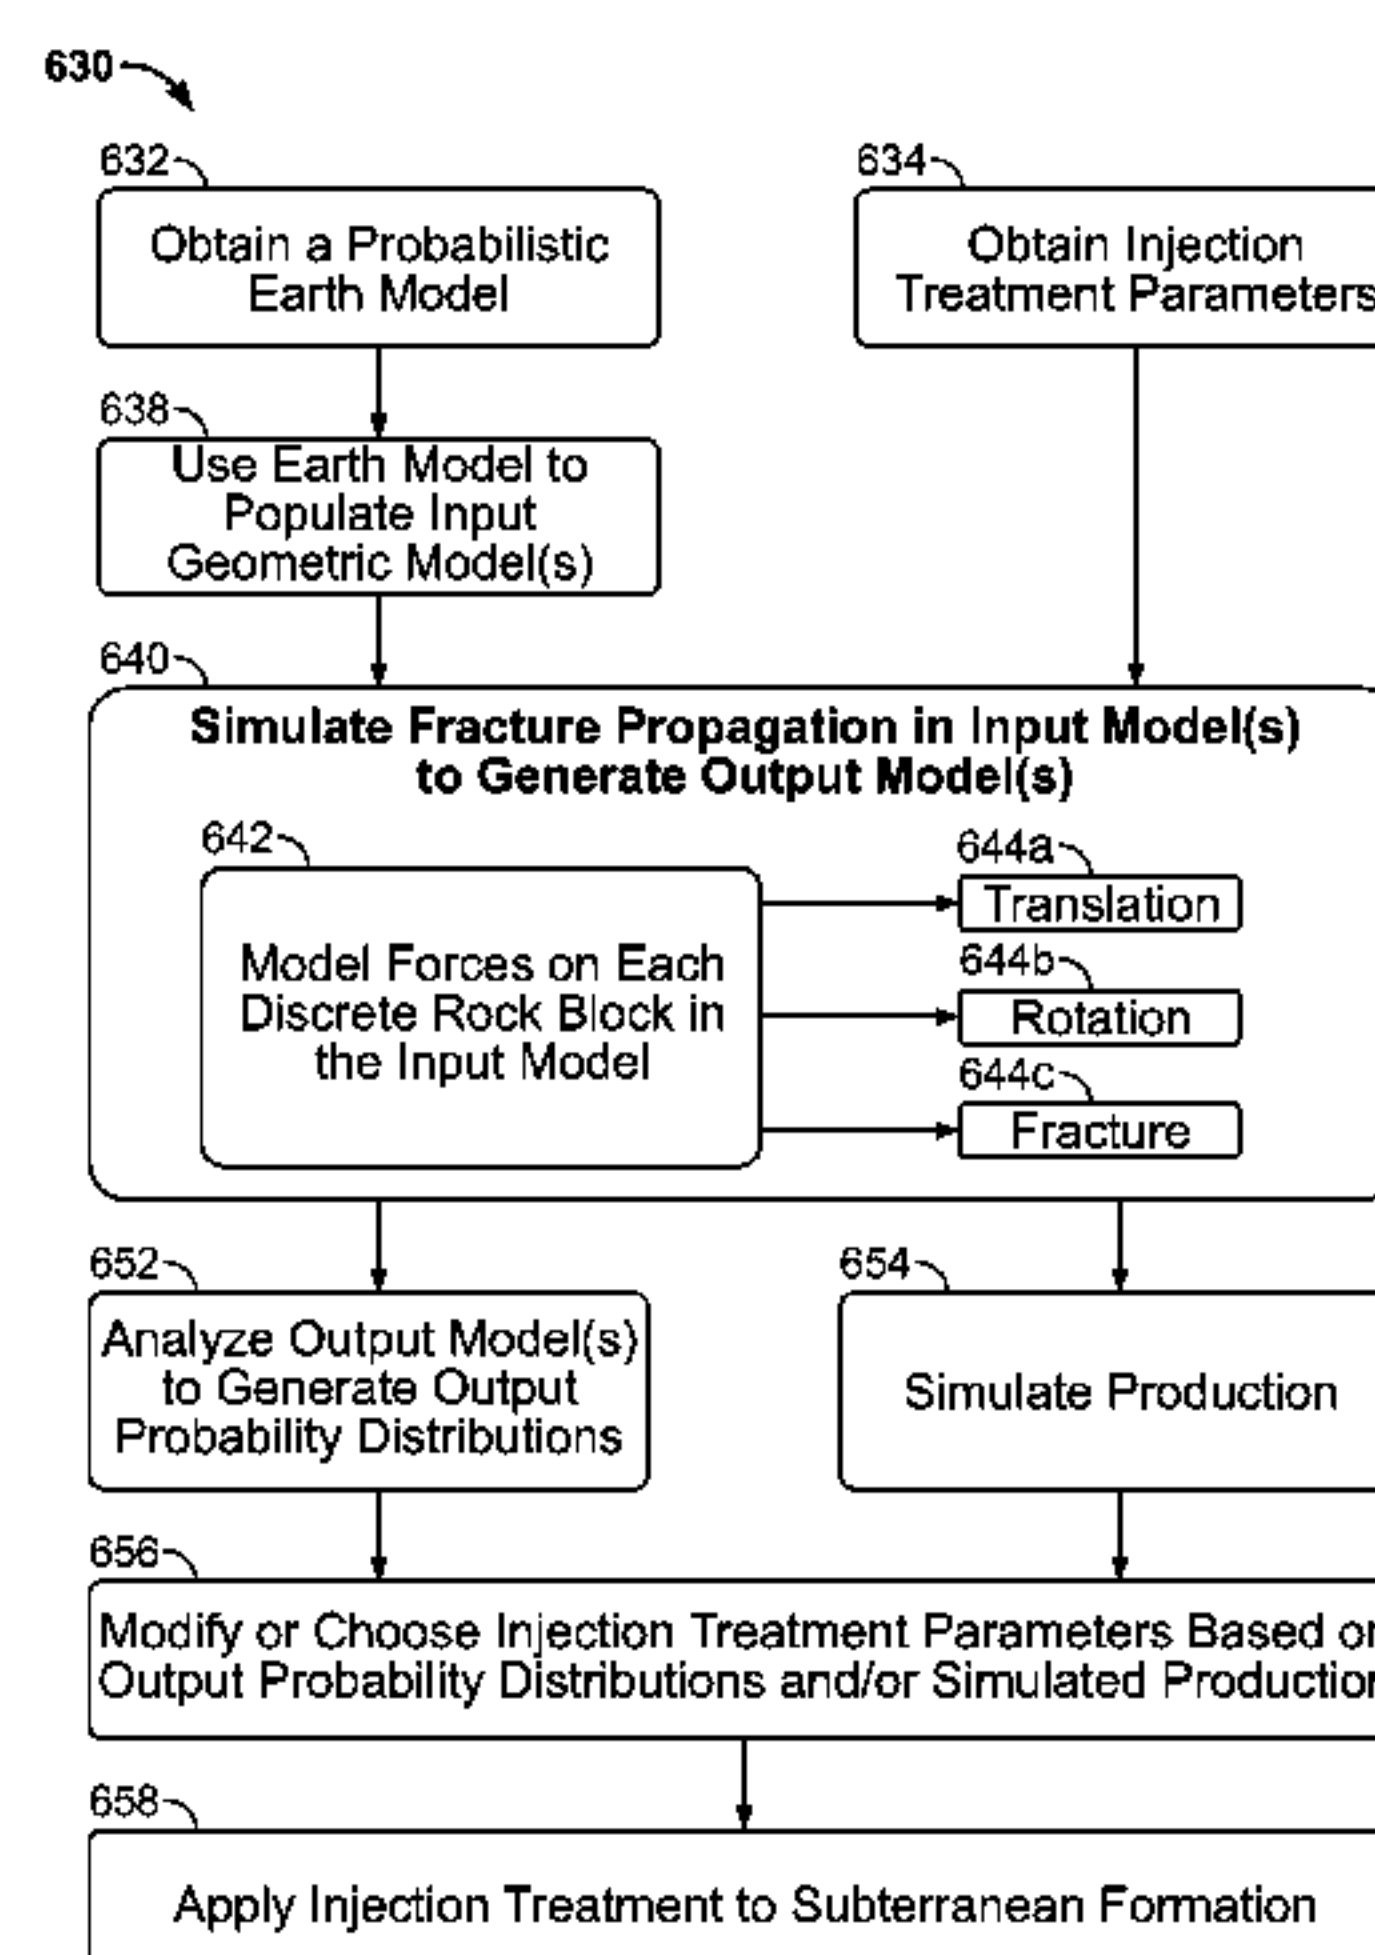 630
632
Obtain a Probabilistic
Earth Model
634
Obtain Injection
Treatment Parameters
638
Use Earth Model to
Populate Input
Geometric Model(s)
640
Simulate Fracture Propagation in Input Model(s)
to Generate Output Model(s)
642
Model Forces on Each
Discrete Rock Block in
the Input Model
644a
Translation
644b
Rotation
644c
Fracture
652
Analyze Output Model(s)
to Generate Output
Probability Distributions
654
Simulate Production
656
Modify or Choose Injection Treatment Parameters Based on
Output Probability Distributions and/or Simulated Production
658
Apply Injection Treatment to Subterranean Formation